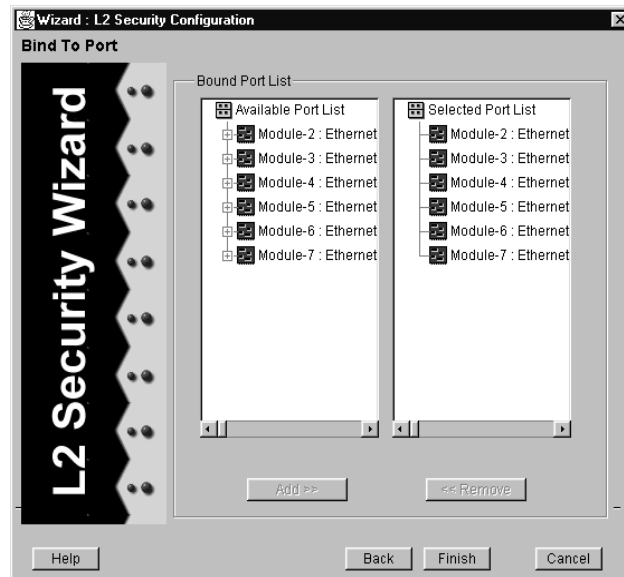 Wizard : L2 Security Configuration
Bind To Port
L2 Security Wizard
Bound Port List
Available Port List
Module-2 : Ethernet
Module-3 : Ethernet
Module-4 : Ethernet
Module-5 : Ethernet
Module-6 : Ethernet
Module-7 : Ethernet
Selected Port List
Module-2 : Ethernet
Module-3 : Ethernet
Module-4 : Ethernet
Module-5 : Ethernet
Module-6 : Ethernet
Module-7 : Ethernet
Add >>
<< Remove
Help
Back
Finish
Cancel